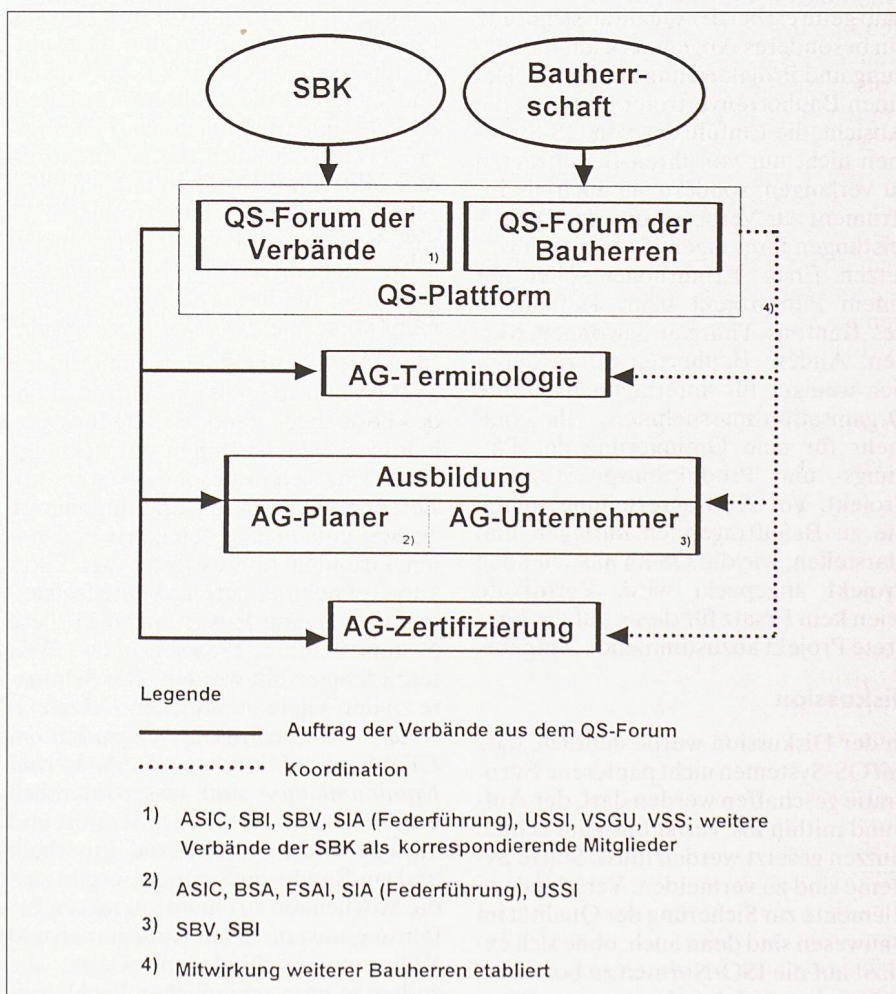 SBK
Bauherr-
schaft
QS-Forum der
Verbände 1)
QS-Forum der
Bauherren
QS-Plattform 4)
AG-Terminologie
Ausbildung
AG-Planer 2)
AG-Unternehmer 3)
AG-Zertifizierung
Legende
Auftrag der Verbände aus dem QS-Forum
Koordination
1) ASIC, SBI, SBV, SIA (Federführung), USSI, VSGU, VSS; weitere
Verbände der SBK als korrespondierende Mitglieder
2) ASIC, BSA, FSAI, SIA (Federführung), USSI
3) SBV, SBI
4) Mitwirkung weiterer Bauherren etabliert